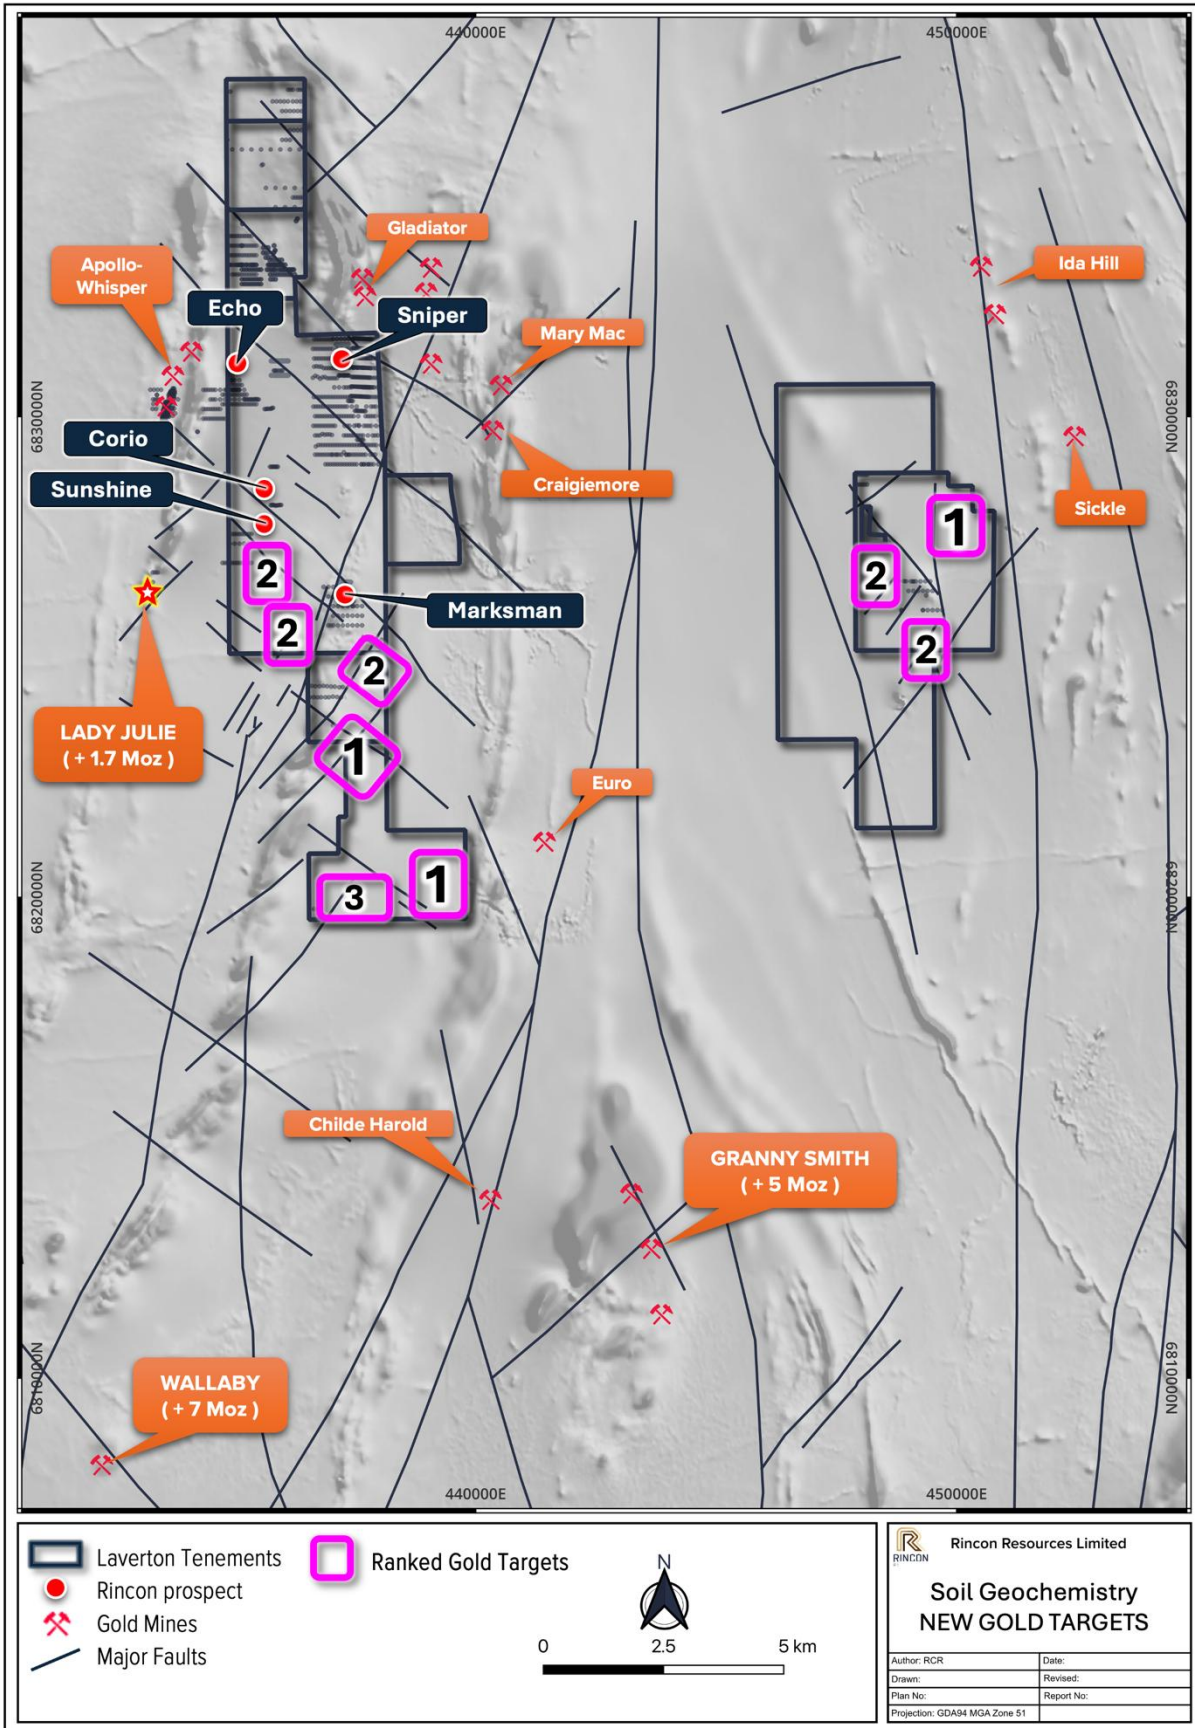 440000E
450000E
Gladiator
Apollo-
Whisper
Ida Hill
Echo
Sniper
Mary Mac
6830000N
6830000N
Corio
Craigiemore
Sunshine
Sickle
1
2
2
2
Marksman
2
2
LADY JULIE
( + 1.7 Moz )
1
Euro
1
3
6820000N
6820000N
Childe Harold
GRANNY SMITH
( + 5 Moz )
WALLABY
( + 7 Moz )
6810000N
6810000N
440000E
450000E
Laverton Tenements
Rincon prospect
Gold Mines
Major Faults
Ranked Gold Targets
N
0 2.5 5 km
RINCON
Rincon Resources Limited
Soil Geochemistry
NEW GOLD TARGETS
Author: RCR
Date:
Drawn:
Revised:
Plan No:
Report No:
Projection: GDA94 MGA Zone 51